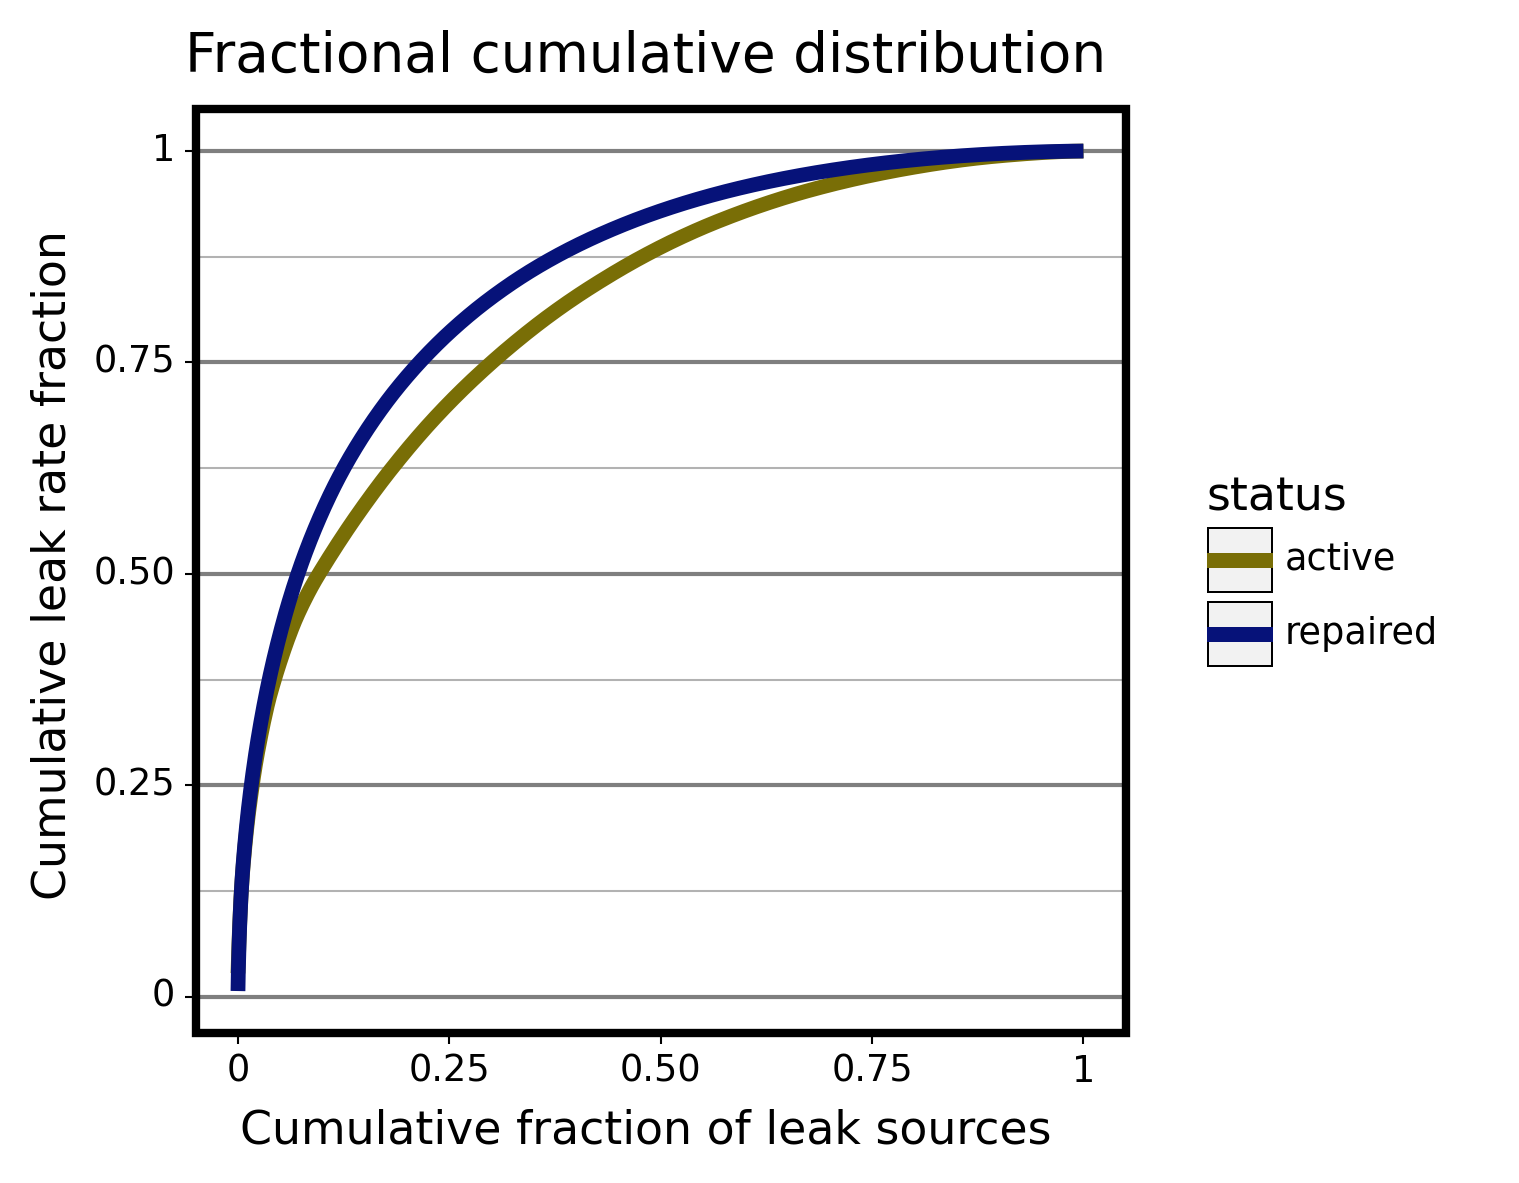 Fractional cumulative distribution
Cumulative leak rate fraction
1
0.75
0.50
0.25
0
0 0.25 0.50 0.75 1
Cumulative fraction of leak sources
status
active
repaired